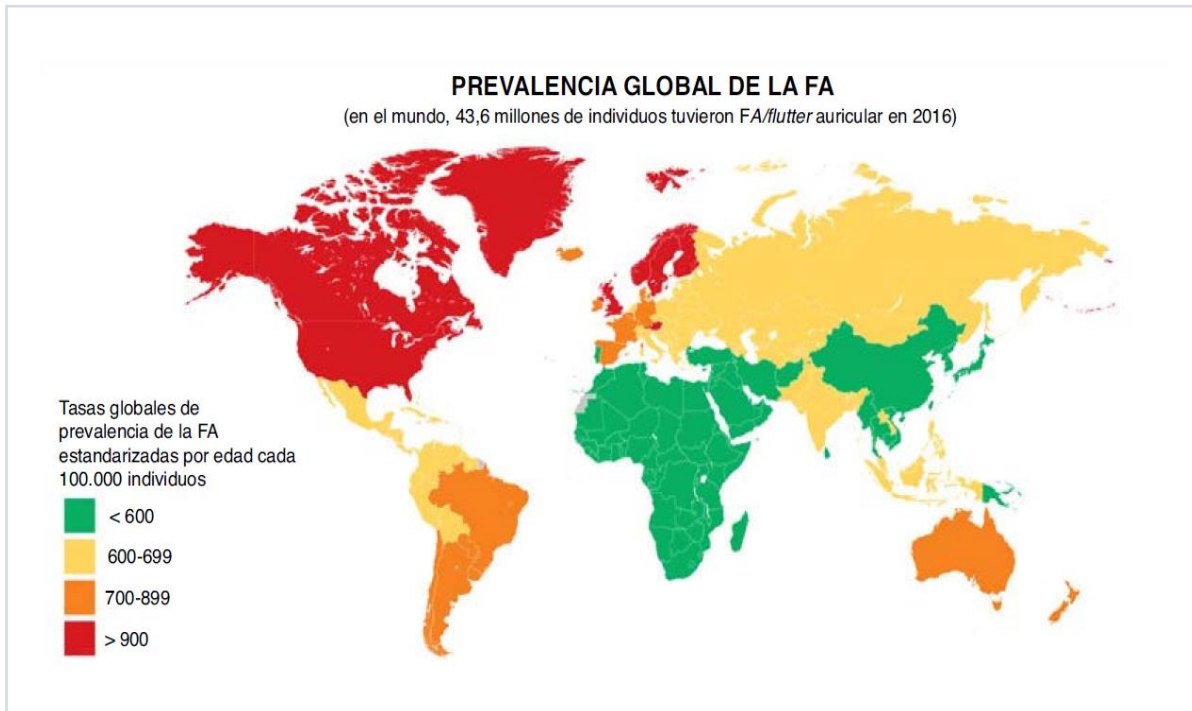 PREVALENCIA GLOBAL DE LA FA
(en el mundo, 43,6 millones de individuos tuvieron FA/flutter auricular en 2016)
Tasas globales de
prevalencia de la FA
estandarizadas por edad cada
100.000 individuos
< 600
600-699
700-899
> 900